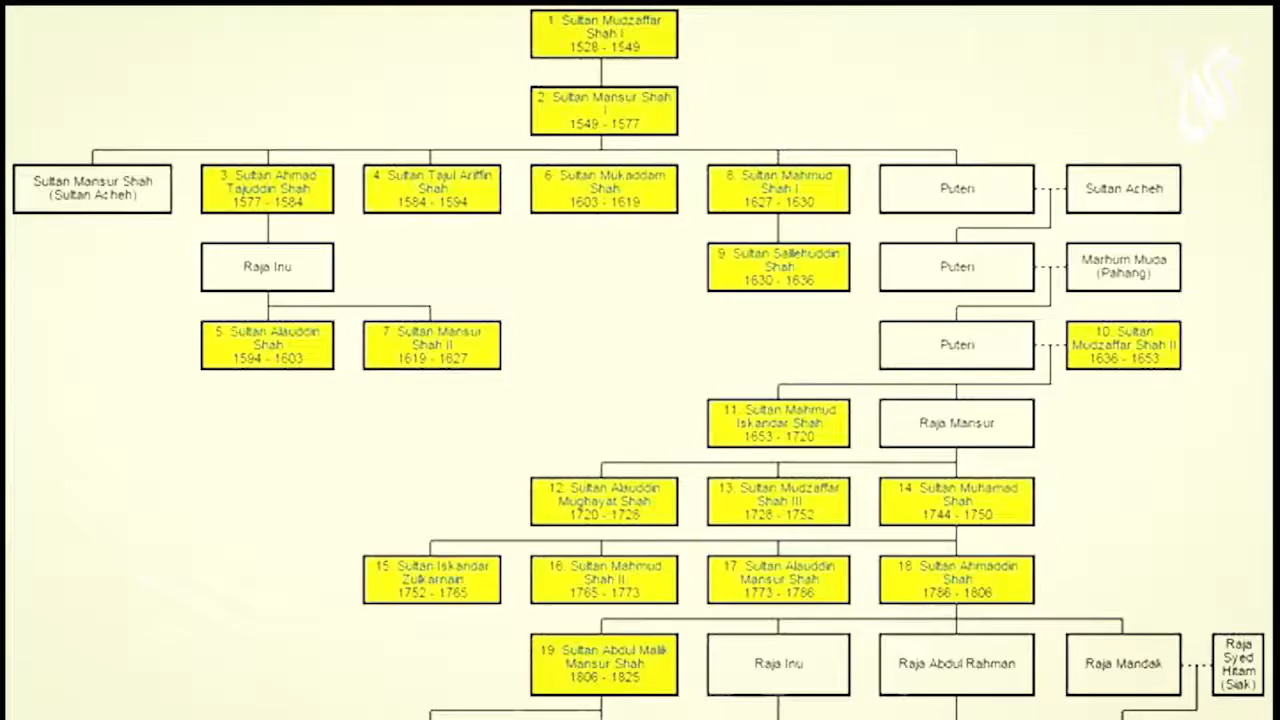 1. Sultan Mudzaffar
Shah I
1528 - 1549
2. Sultan Mansur Shah
I
1549 - 1577
Sultan Mansur Shah
(Sultan Acheh)
3. Sultan Ahmad
Tajuddin Shah
1577 - 1584
4. Sultan Tajul Ariffin
Shah
1584 - 1594
6. Sultan Mukaddam
Shah
1603 - 1619
8. Sultan Mahmud
Shah I
1627 - 1630
Puteri
Sultan Acheh
Raja Inu
9. Sultan Sallehuddin
Shah
1630 - 1636
Puteri
Marhum Muda
(Pahang)
5. Sultan Alauddin
Shah
1594 - 1603
7. Sultan Mansur
Shah II
1619 - 1627
Puteri
10. Sultan
Mudzaffar Shah II
1636 - 1653
11. Sultan Mahmud
Iskandar Shah
1653 - 1720
Raja Mansur
12. Sultan Alauddin
Mughayat Shah
1720 - 1728
13. Sultan Mudzaffar
Shah III
1728 - 1752
14. Sultan Muhamad
Shah
1744 - 1750
15. Sultan Iskandar
Zulkarnain
1752 - 1765
16. Sultan Mahmud
Shah II
1765 - 1773
17. Sultan Alauddin
Mansur Shah
1773 - 1786
18. Sultan Ahmaddin
Shah
1786 - 1806
19. Sultan Abdul Malik
Mansur Shah
1806 - 1825
Raja Inu
Raja Abdul Rahman
Raja Mandak
Raja
Syed
Hitam
(Siak)